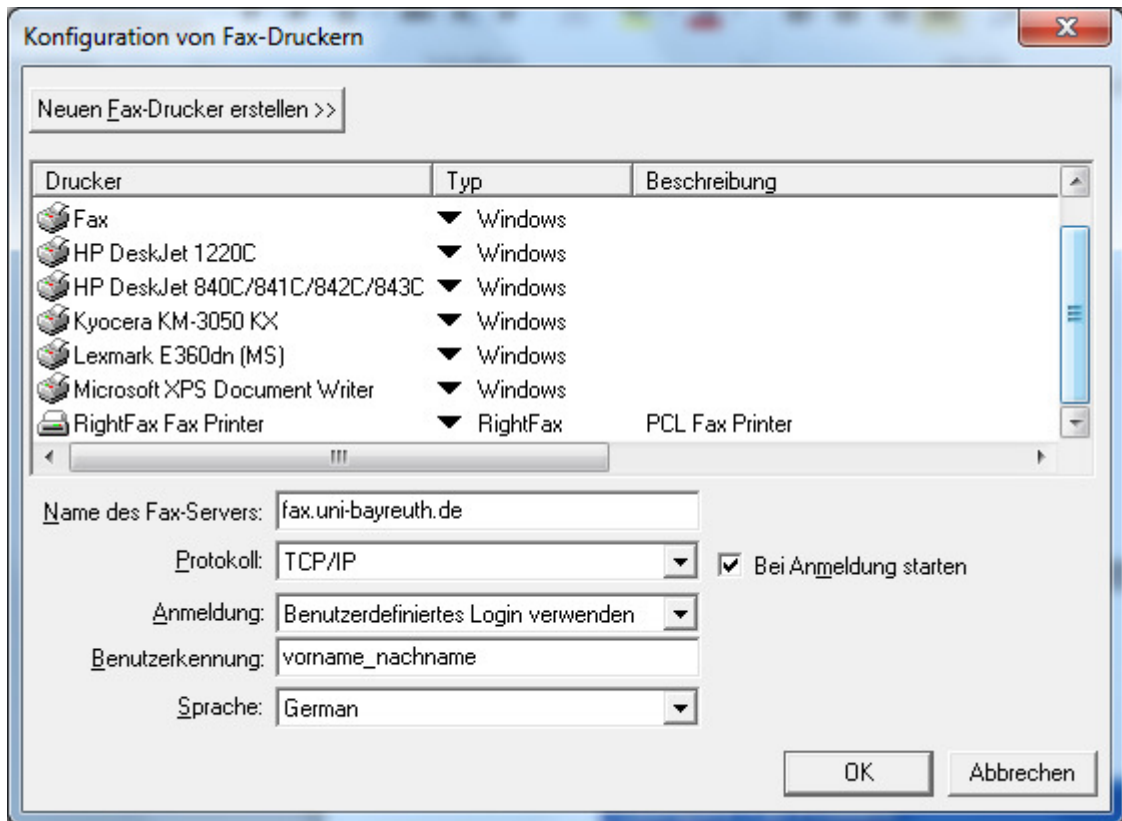 Konfiguration von Fax-Druckern
Neuen Fax-Drucker erstellen >>
Drucker Typ Beschreibung
Fax Windows
HP DeskJet 1220C Windows
HP DeskJet 840C/841C/842C/843C Windows
Kyocera KM-3050 KX Windows
Lexmark E360dn (MS) Windows
Microsoft XPS Document Writer Windows
RightFax Fax Printer RightFax PCL Fax Printer
Name des Fax-Servers: fax.uni-bayreuth.de
Protokoll: TCP/IP Bei Anmeldung starten
Anmeldung: Benutzerdefiniertes Login verwenden
Benutzerkennung: vorname_nachname
Sprache: German
OK Abbrechen